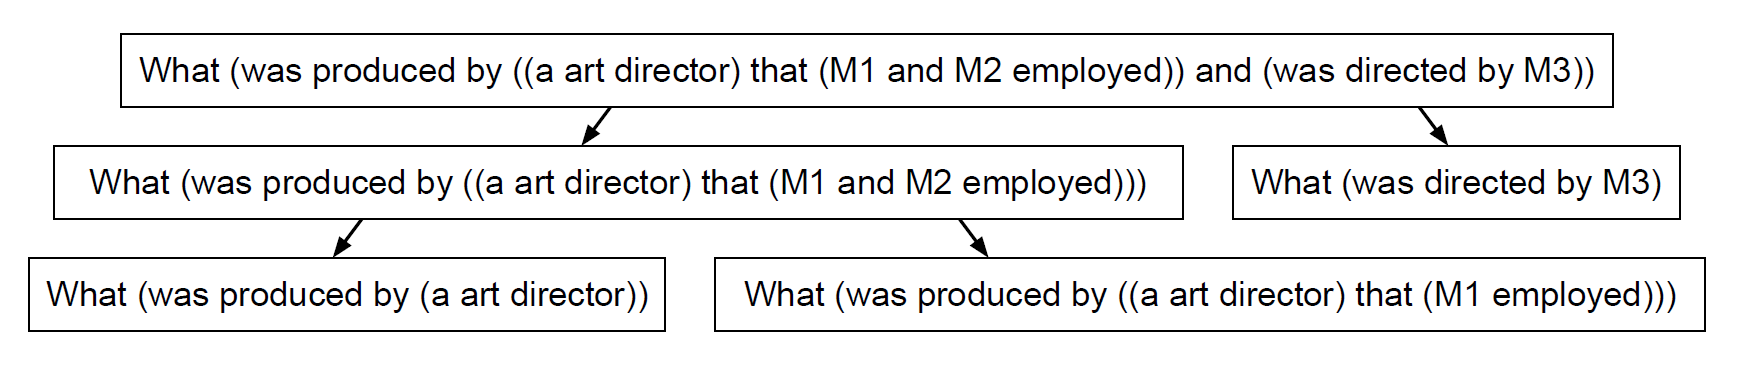 What (was produced by ((a art director) that (M1 and M2 employed)) and (was directed by M3))
What (was produced by ((a art director) that (M1 and M2 employed)))
What (was directed by M3)
What (was produced by (a art director))
What (was produced by ((a art director) that (M1 employed)))